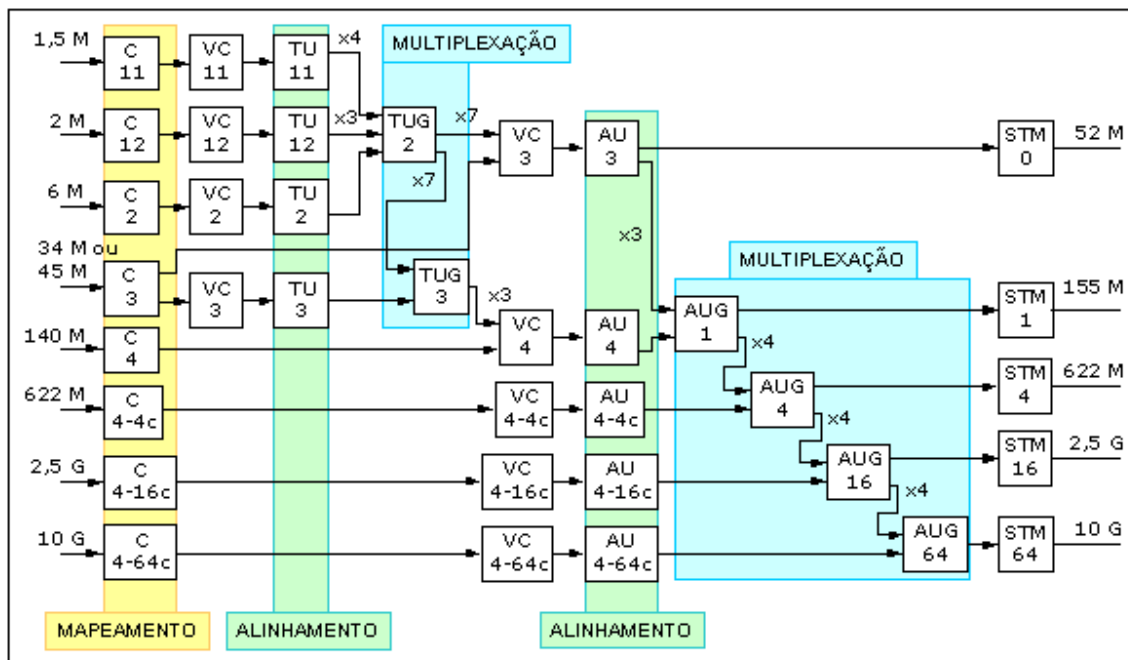 1,5 M
C
11
VC
11
TU
11
x4
MULTIPLEXAÇÃO
2 M
C
12
VC
12
TU
12
x3
TUG
2
x7
VC
3
AU
3
STM
0
52 M
x7
6 M
C
2
VC
2
TU
2
34 M ou
45 M
C
3
VC
3
TU
3
TUG
3
x3
x3
MULTIPLEXAÇÃO
140 M
C
4
VC
4
AU
4
AUG
1
STM
1
155 M
x4
622 M
C
4-4c
VC
4-4c
AU
4-4c
AUG
4
STM
4
622 M
x4
2,5 G
C
4-16c
VC
4-16c
AU
4-16c
AUG
16
STM
16
2,5 G
x4
10 G
C
4-64c
VC
4-64c
AU
4-64c
AUG
64
STM
64
10 G
MAPEAMENTO
ALINHAMENTO
ALINHAMENTO